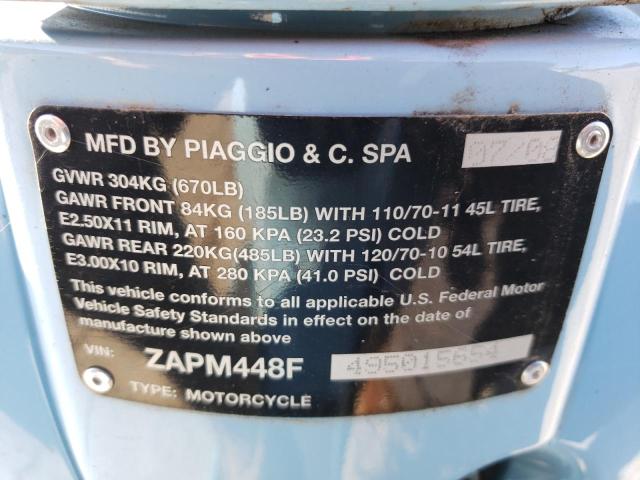 MFD BY PIAGGIO & C. SPA 07/08
GVWR 304KG (670LB)
GAWR FRONT 84KG (185LB) WITH 110/70-11 45L TIRE,
E2.50X11 RIM, AT 160 KPA (23.2 PSI) COLD
GAWR REAR 220KG(485LB) WITH 120/70-10 54L TIRE,
E3.00X10 RIM, AT 280 KPA (41.0 PSI) COLD
This vehicle conforms to all applicable U.S. Federal Motor
Vehicle Safety Standards in effect on the date of
manufacture shown above
VIN: ZAPM448F 495015654
TYPE: MOTORCYCLE